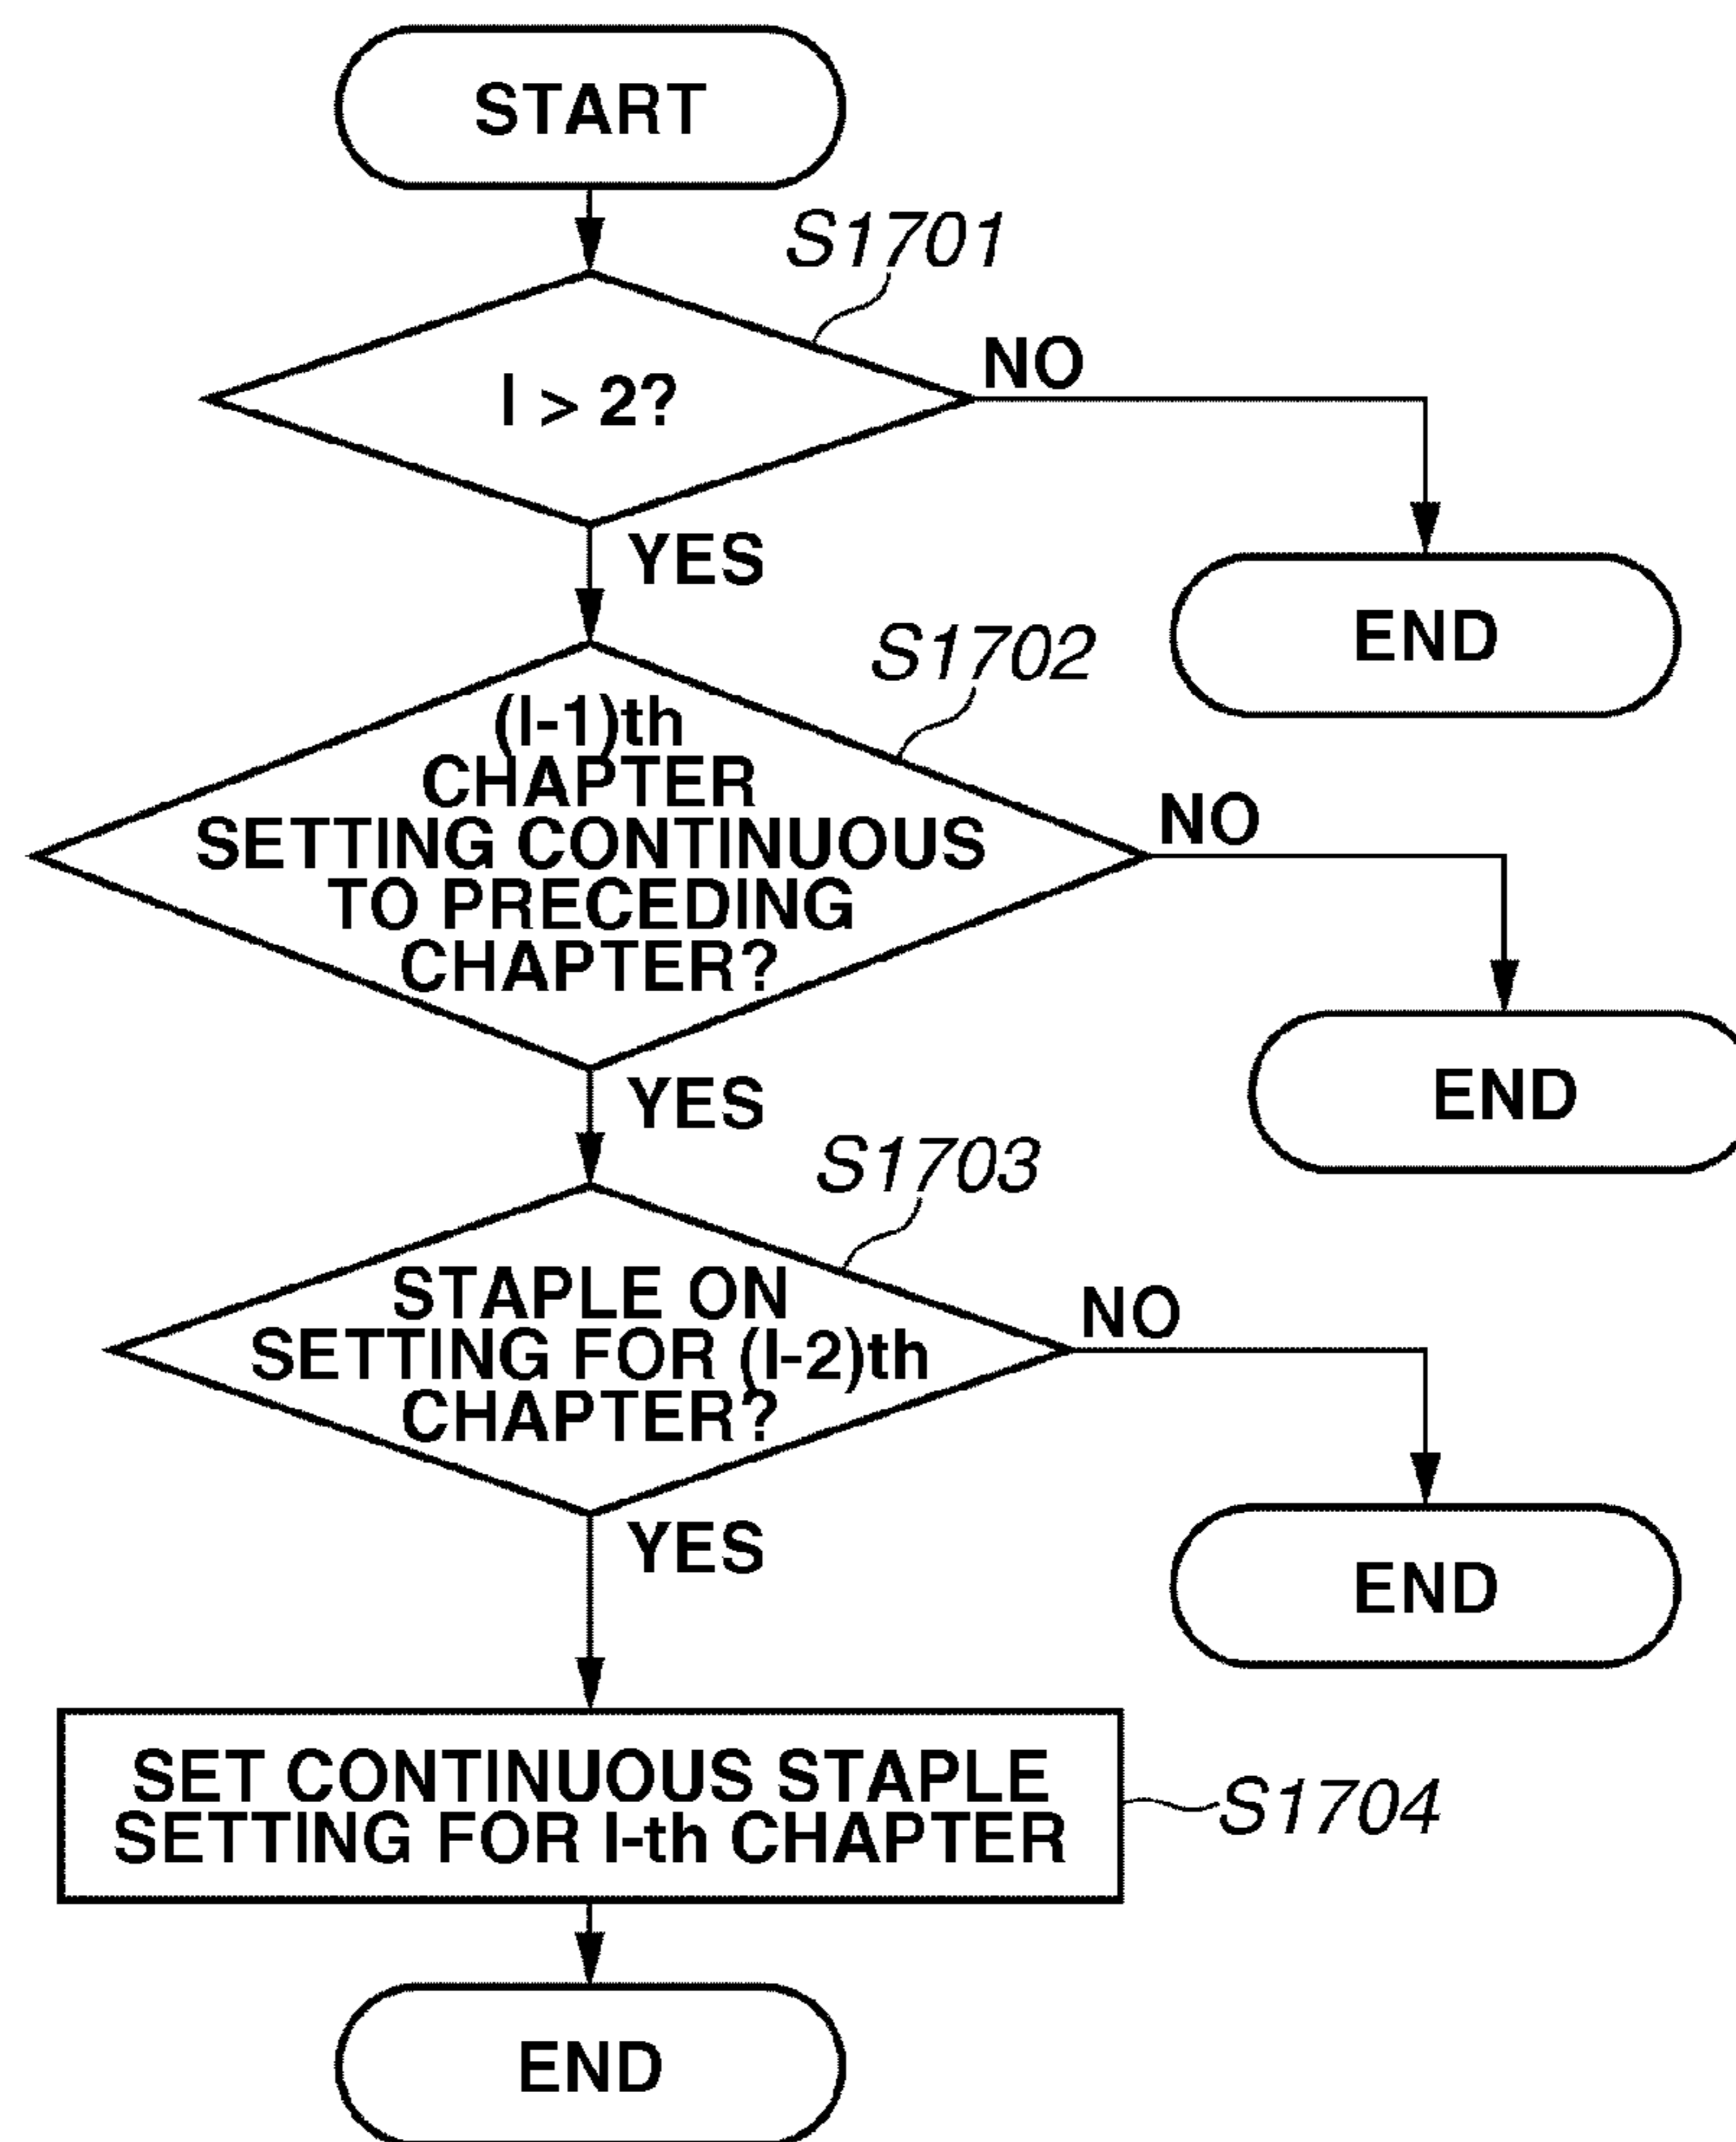 START
S1701
I > 2?
NO
YES
END
S1702
(I-1)th
CHAPTER
SETTING CONTINUOUS
TO PRECEDING
CHAPTER?
NO
YES
END
S1703
STAPLE ON
SETTING FOR (I-2)th
CHAPTER?
NO
YES
END
SET CONTINUOUS STAPLE
SETTING FOR I-th CHAPTER
S1704
END